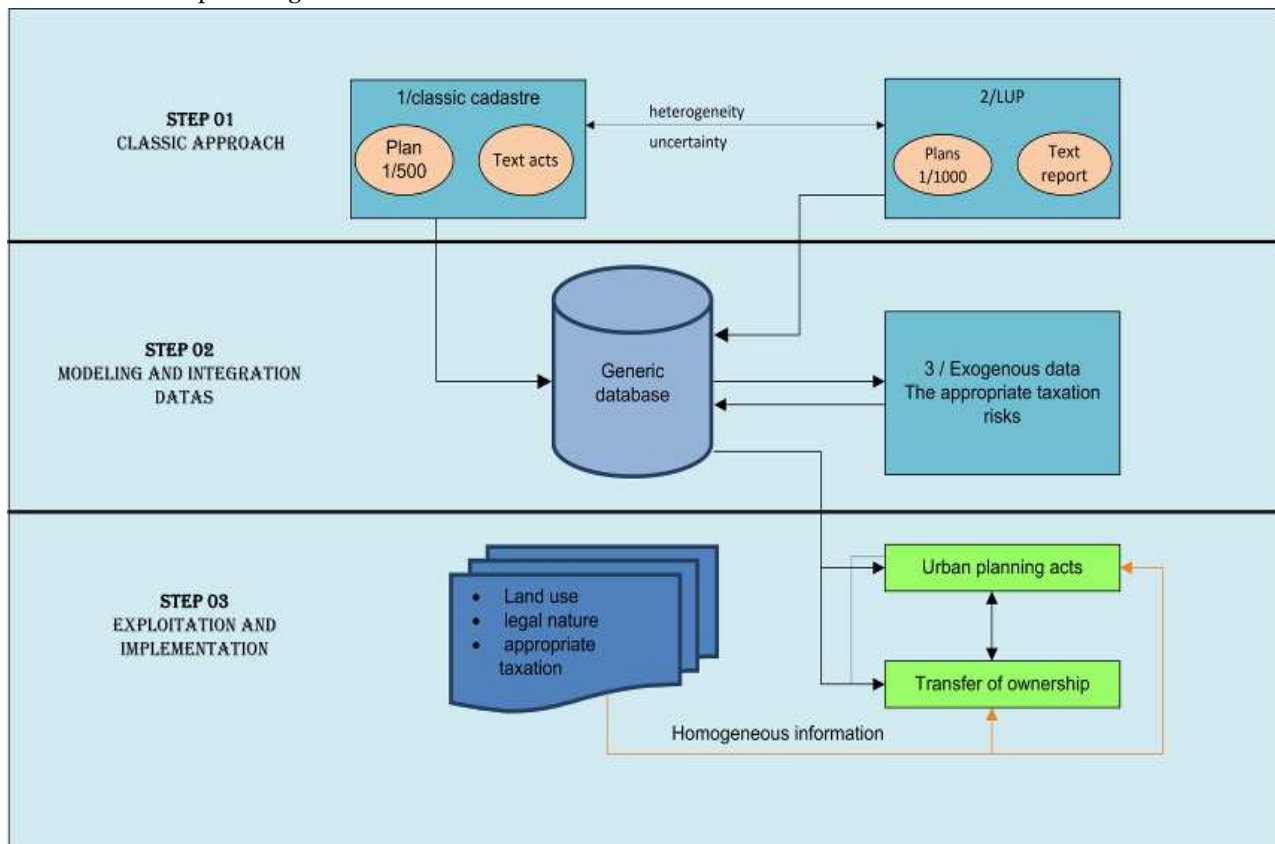 STEP 01
CLASSIC APPROACH
1/classic cadastre
Plan
1/500
Text acts
heterogeneity
uncertainty
2/LUP
Plans
1/1000
Text
report
STEP 02
MODELING AND INTEGRATION
DATAS
Generic
database
3 / Exogenous data
The appropriate taxation
risks
STEP 03
EXPLOITATION AND
IMPLEMENTATION
• Land use
• legal nature
• appropriate
taxation
Urban planning acts
Transfer of ownership
Homogeneous information